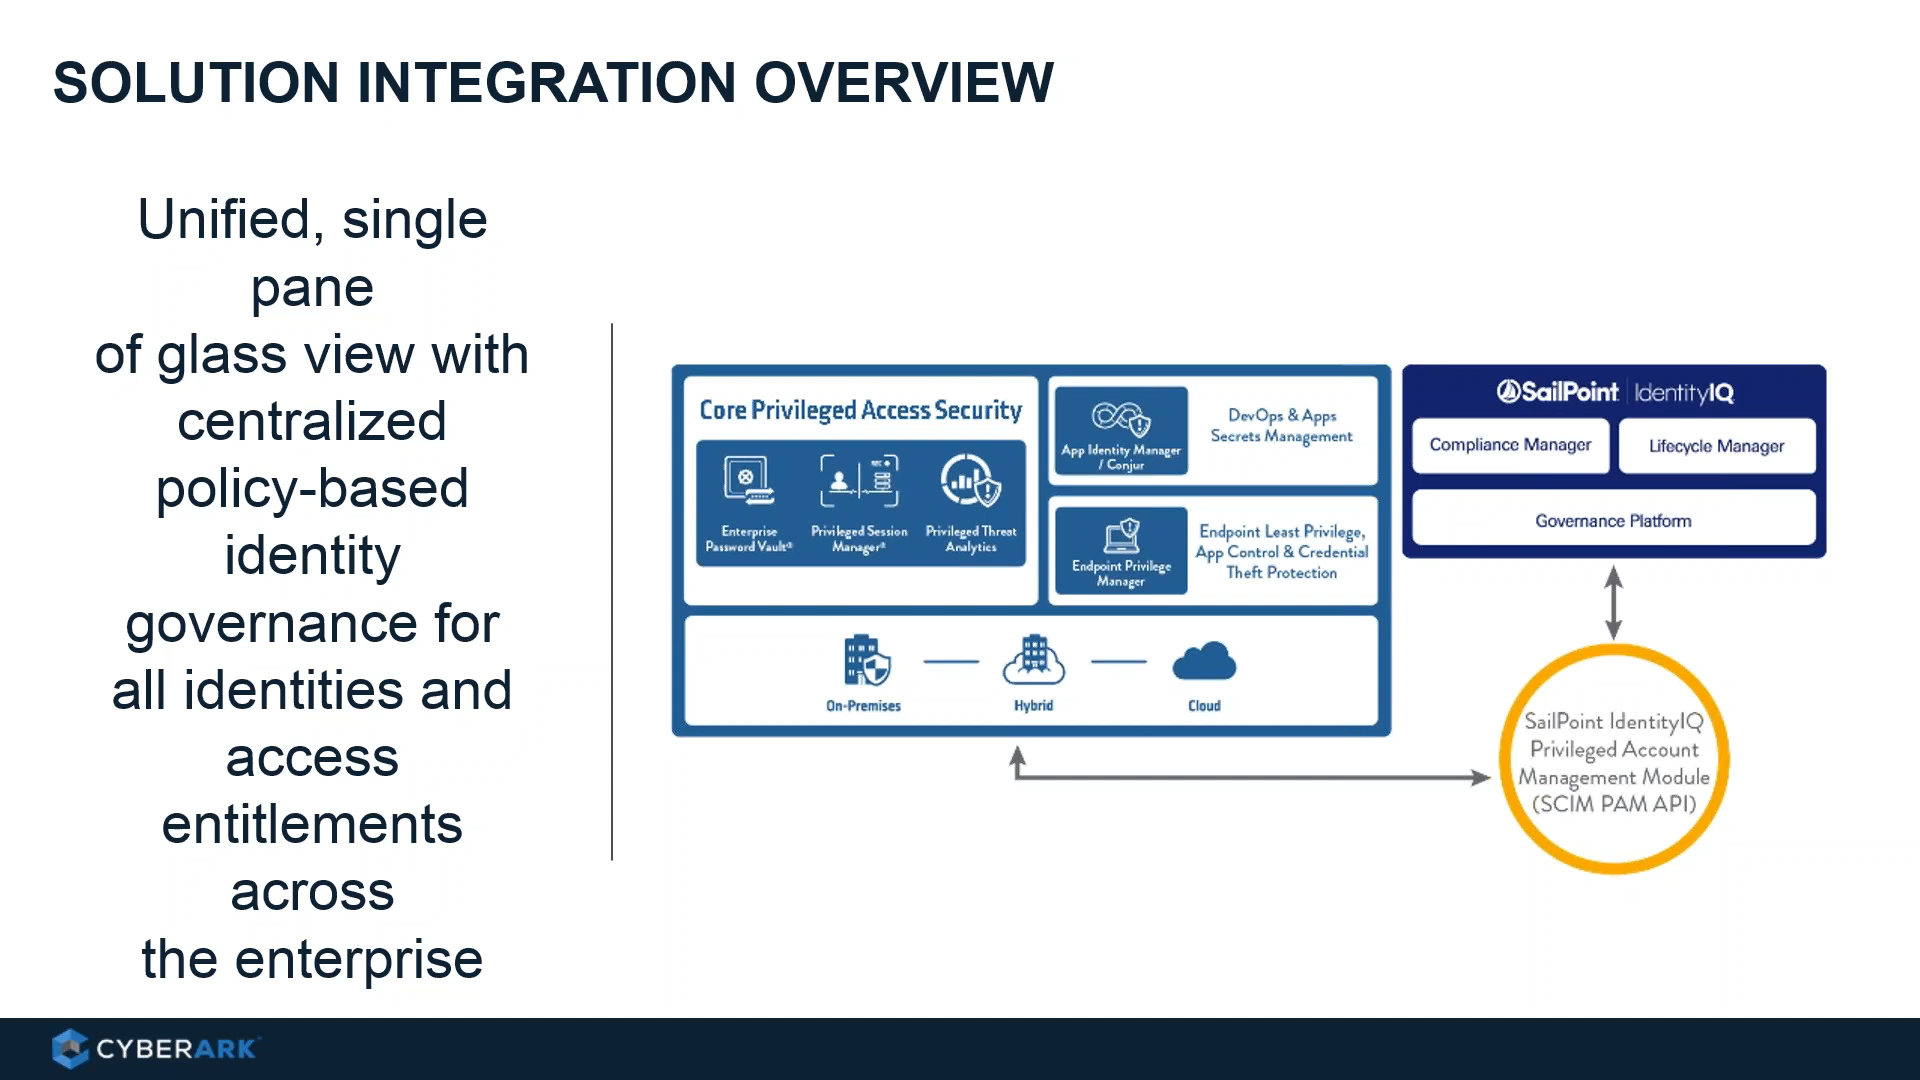 SOLUTION INTEGRATION OVERVIEW
Unified, single
pane
of glass view with
centralized
policy-based
identity
governance for
all identities and
access
entitlements
across
the enterprise
Core Privileged Access Security
Enterprise
Password Vault®
Privileged Session
Manager®
Privileged Threat
Analytics
App Identity Manager
/ Conjur
DevOps & Apps
Secrets Management
Endpoint Privilege
Manager
Endpoint Least Privilege,
App Control & Credential
Theft Protection
On-Premises
Hybrid
Cloud
SailPoint IdentityIQ
Compliance Manager
Lifecycle Manager
Governance Platform
SailPoint IdentityIQ
Privileged Account
Management Module
(SCIM PAM API)
CYBERARK